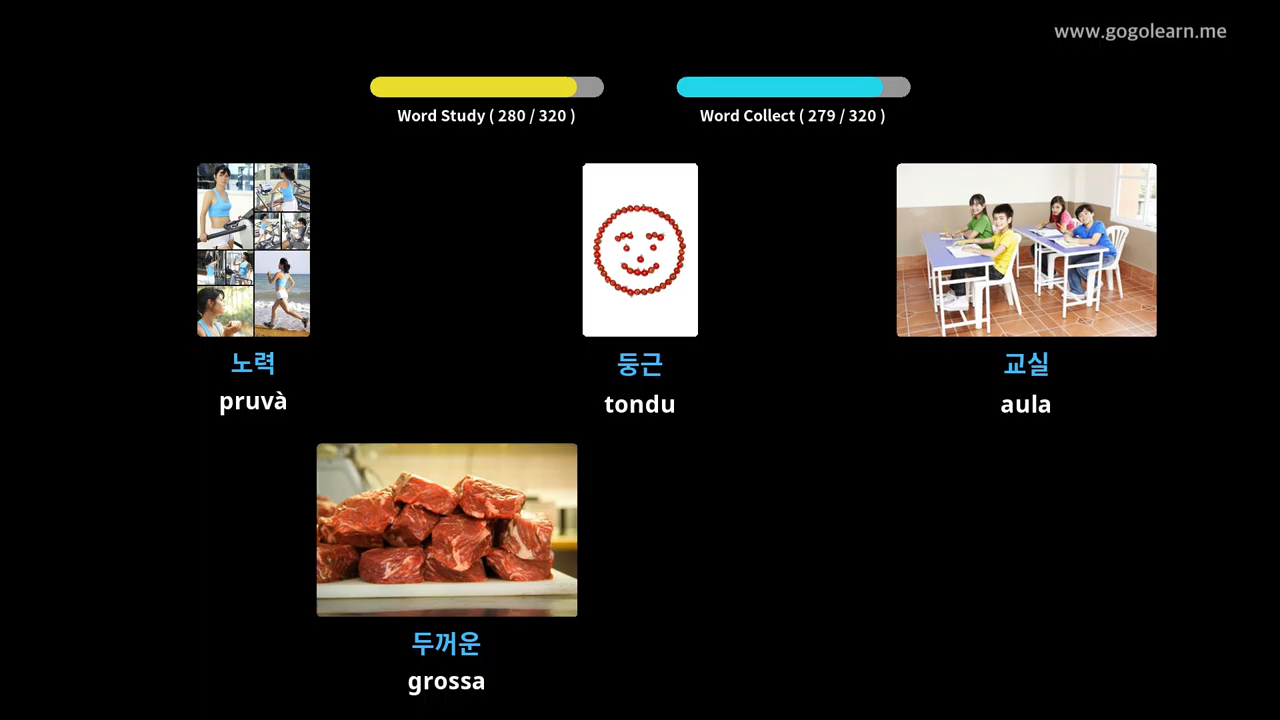 www.gogolearn.me
Word Study ( 280 / 320 )
Word Collect ( 279 / 320 )
노력
pruvà
둥근
tondu
교실
aula
두꺼운
grossa